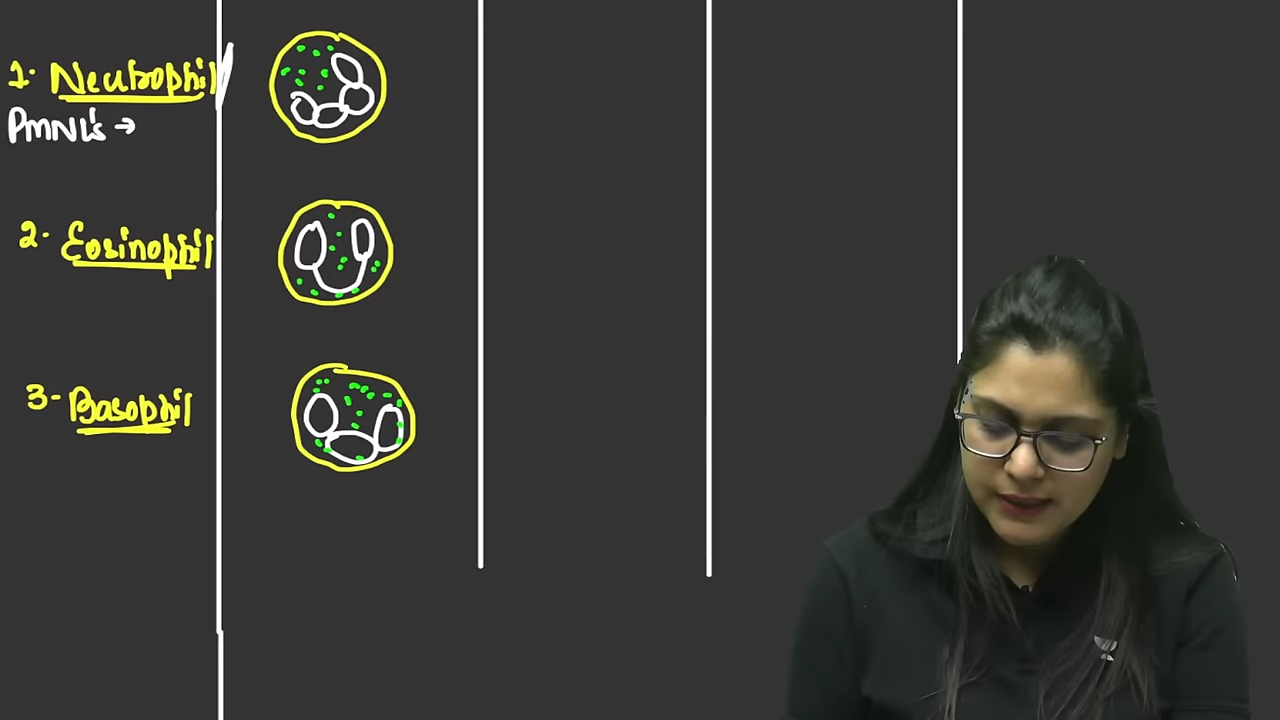 1. Neutrophil
PMNL's →
2. Eosinophil
3- Basophil